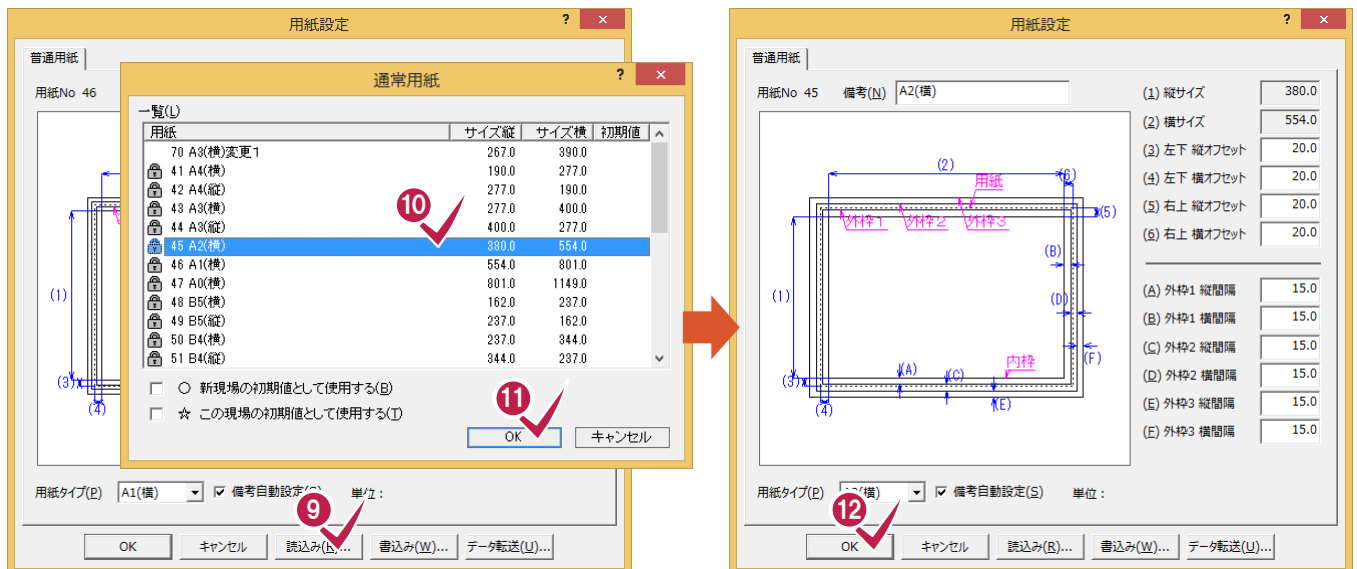 用紙設定
?
×
普通用紙
用紙No 46
通常用紙
?
×
一覧(L)
用紙 サイズ縦 サイズ横 初期値
70 A3(横)変更1 267.0 390.0
41 A4(横) 190.0 277.0
42 A4(縦) 277.0 190.0
43 A3(横) 277.0 400.0
44 A3(縦) 400.0 277.0
45 A2(横) 380.0 554.0
46 A1(横) 554.0 801.0
47 A0(横) 801.0 1149.0
48 B5(横) 162.0 237.0
49 B5(縦) 237.0 162.0
50 B4(横) 237.0 344.0
51 B4(縦) 344.0 237.0
10
○ 新現場の初期値として使用する(B)
☆ この現場の初期値として使用する(T)
11
OK キャンセル
(1)
(3)
(4)
用紙タイプ(P) A1(横) 備考自動設定 単位：
9
OK キャンセル 読込み(R)... 書込み(W)... データ転送(U)...
用紙設定
?
×
普通用紙
用紙No 45 備考(N) A2(横)
(2)
(6)
用紙
(5)
外枠1 外枠2 外枠3
(B)
(1)
(D)
内枠
(F)
(A)
(C)
(3)
(4)
(E)
(1) 縦サイズ 380.0
(2) 横サイズ 554.0
(3) 左下 縦オフセット 20.0
(4) 左下 横オフセット 20.0
(5) 右上 縦オフセット 20.0
(6) 右上 横オフセット 20.0
(A) 外枠1 縦間隔 15.0
(B) 外枠1 横間隔 15.0
(C) 外枠2 縦間隔 15.0
(D) 外枠2 横間隔 15.0
(E) 外枠3 縦間隔 15.0
(F) 外枠3 横間隔 15.0
用紙タイプ(P) A2(横) 備考自動設定(S) 単位：
12
OK キャンセル 読込み(R)... 書込み(W)... データ転送(U)...